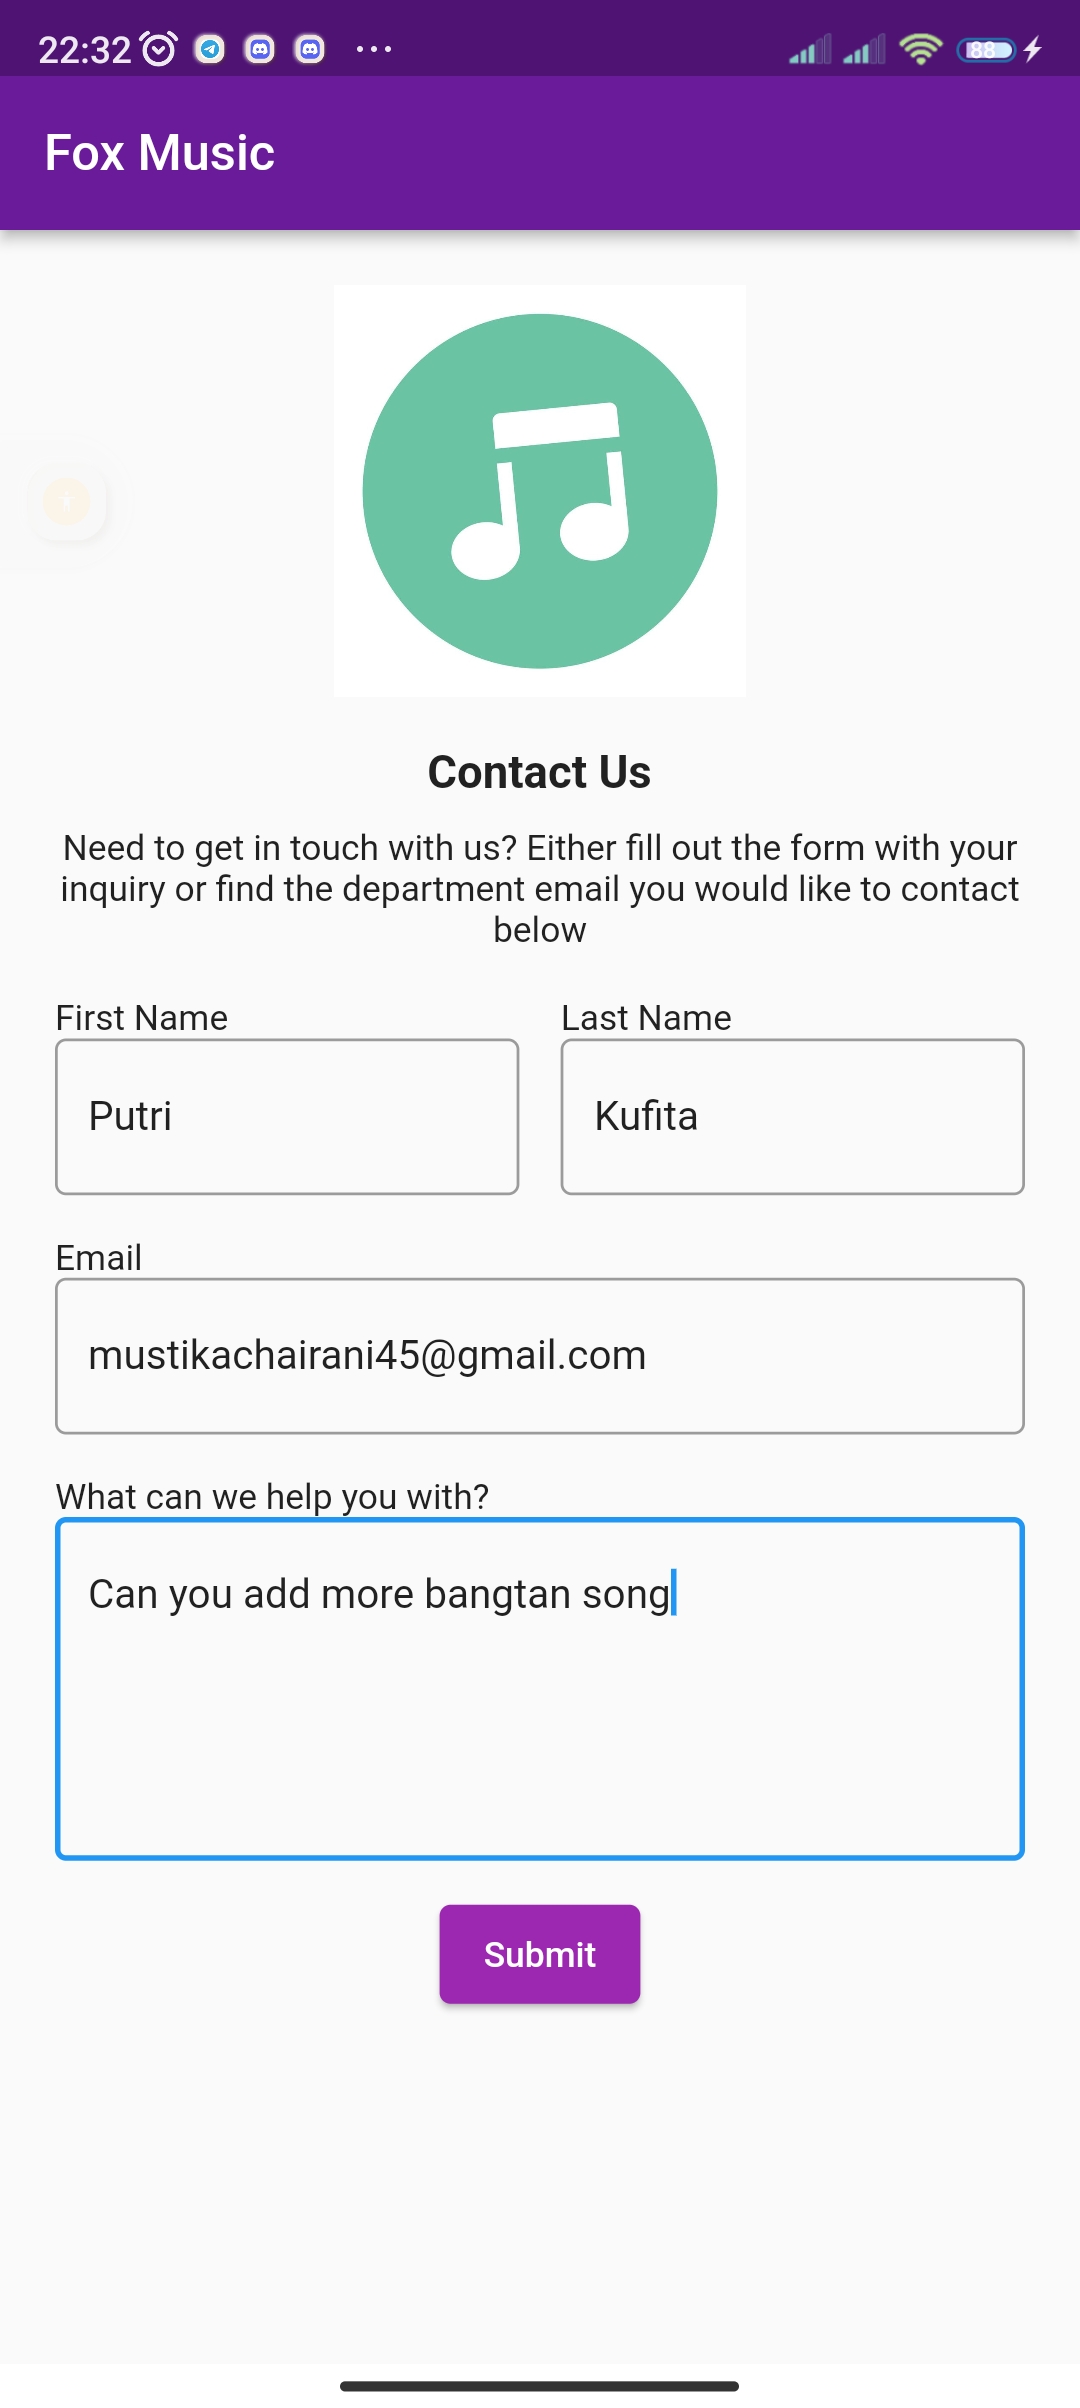 22:32
88
Fox Music
Contact Us
Need to get in touch with us? Either fill out the form with your
inquiry or find the department email you would like to contact
below
First Name
Last Name
Putri
Kufita
Email
mustikachairani45@gmail.com
What can we help you with?
Can you add more bangtan song
Submit